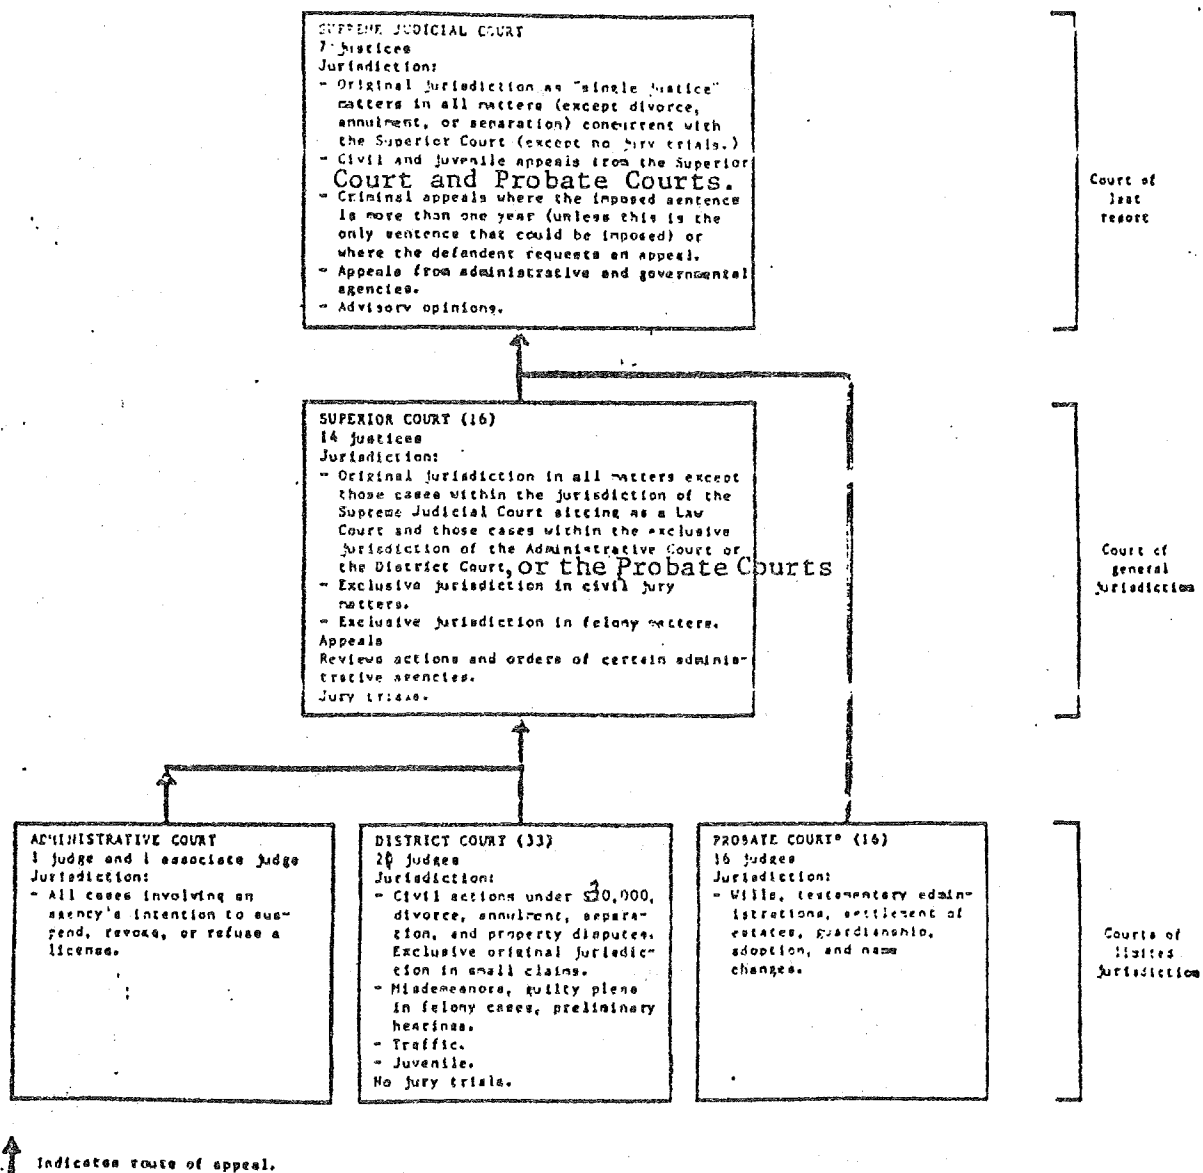 SUPREME JUDICIAL COURT
7 justices
Jurisdiction:
- Original jurisdiction as "single justice"
matters in all matters (except divorce,
annulment, or separation) concurrent with
the Superior Court (except no jury trials.)
- Civil and juvenile appeals from the Superior
Court and Probate Courts.
- Criminal appeals where the imposed sentence
is more than one year (unless this is the
only sentence that could be imposed) or
where the defendent requests an appeal.
- Appeals from administrative and governmental
agencies.
- Advisory opinions.
Court of
last
resort
SUPERIOR COURT (16)
14 justices
Jurisdiction:
- Original jurisdiction in all matters except
those cases within the jurisdiction of the
Supreme Judicial Court sitting as a Law
Court and those cases within the exclusive
jurisdiction of the Administrative Court or
the District Court, or the Probate Courts
- Exclusive jurisdiction in civil jury
matters.
- Exclusive jurisdiction in felony matters.
Appeals
Reviews actions and orders of certain adminis-
trative agencies.
Jury trials.
Court of
general
jurisdiction
ADMINISTRATIVE COURT
1 judge and 1 associate judge
Jurisdiction:
- All cases involving an
agency's intention to sus-
pend, revoke, or refuse a
license.
DISTRICT COURT (33)
judges
Jurisdiction:
- Civil actions under
divorce, annulment, separa-
tion, and property disputes.
Exclusive original jurisdic-
tion in small claims.
- Misdemeanors, guilty pleas
in felony cases, preliminary
hearings.
- Traffic.
- Juvenile.
No jury trials.
PROBATE COURT* (16)
16 judges
Jurisdiction:
- Wills, testamentary admin-
istrations, settlement of
estates, guardianship,
adoption, and name
changes.
Courts of
limited
jurisdiction
Indicates route of appeal.